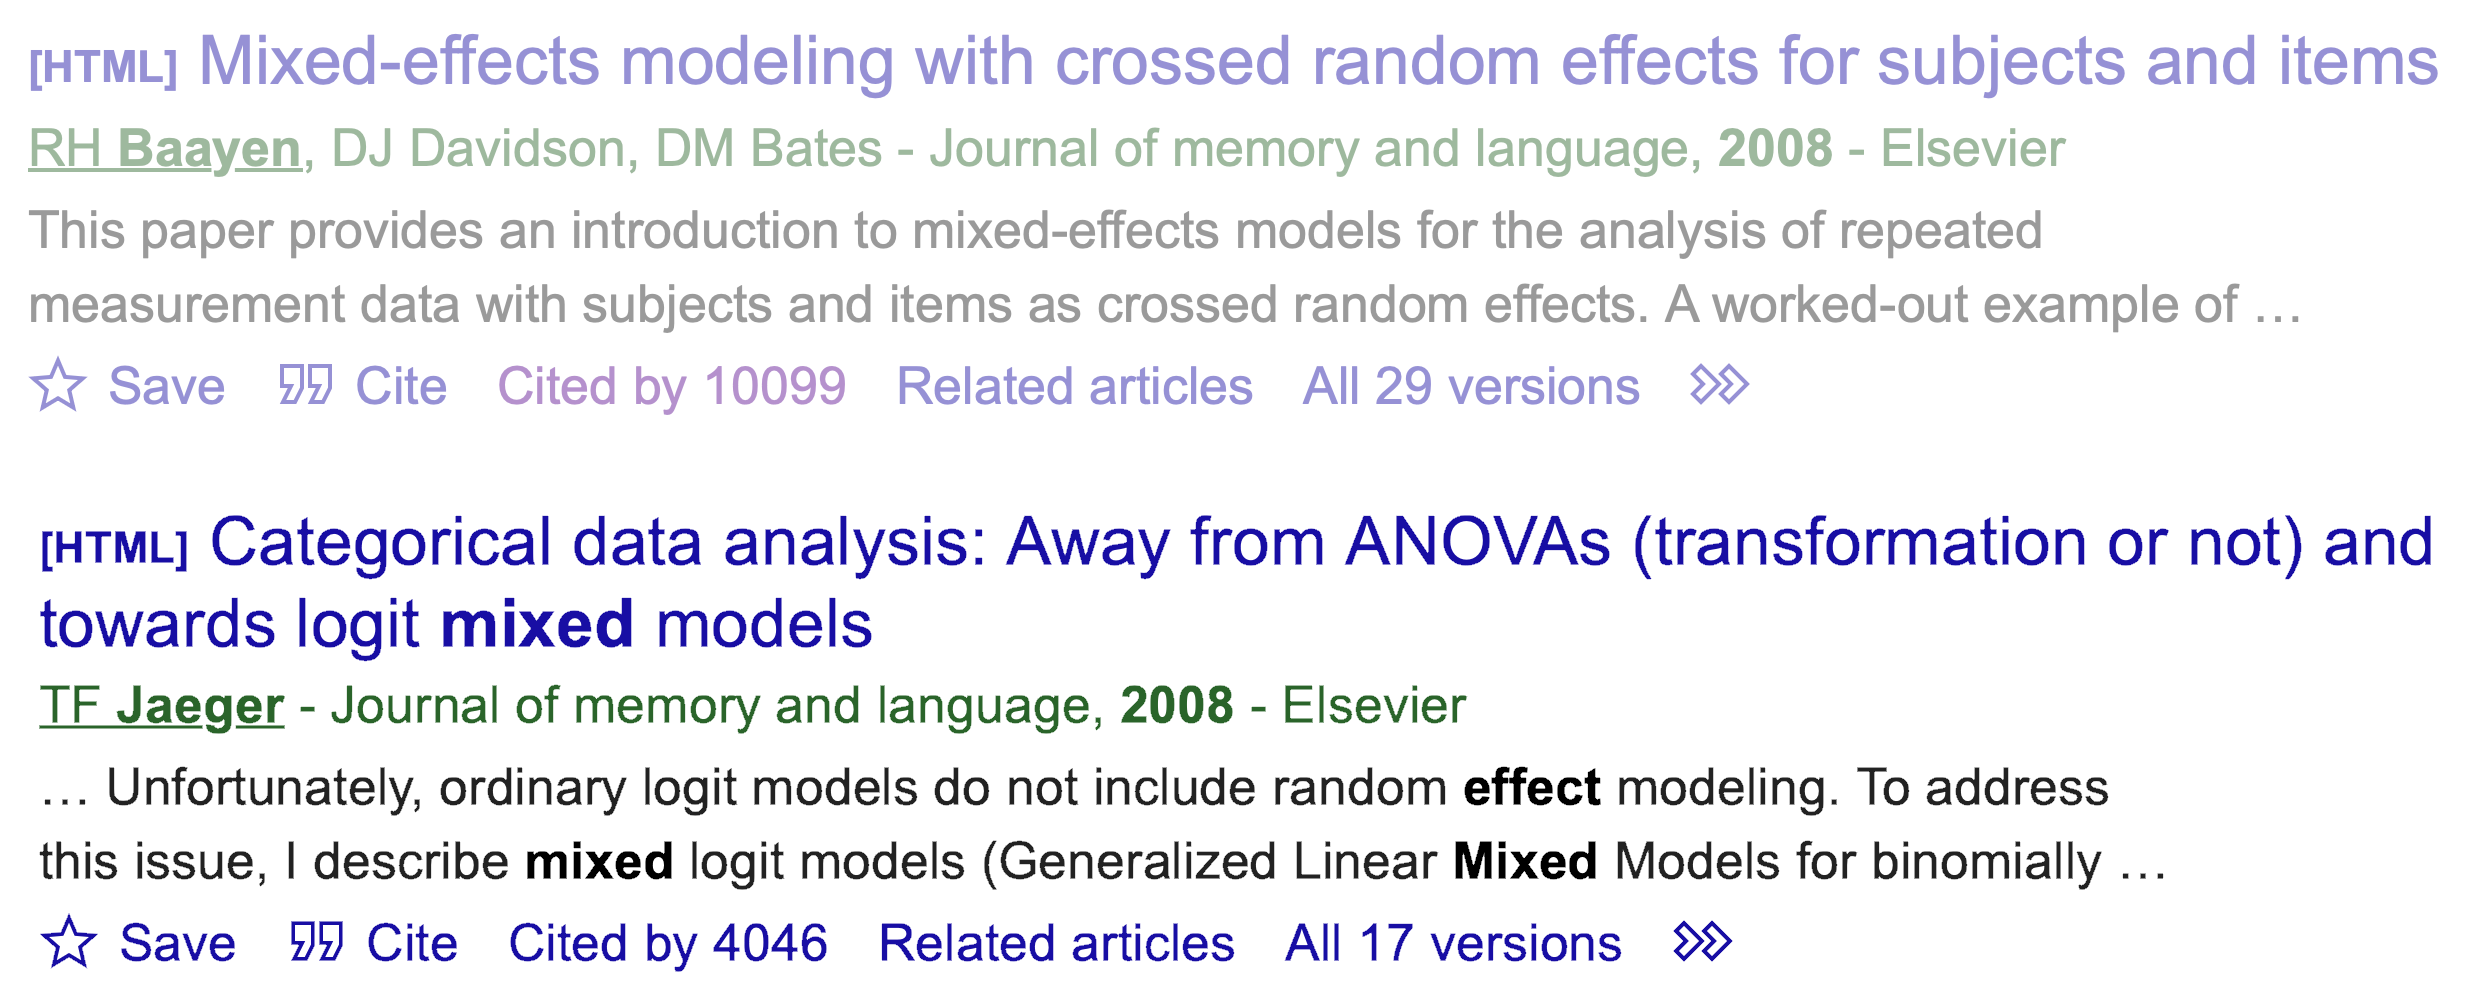 [HTML] Mixed-effects modeling with crossed random effects for subjects and items
RH Baayen, DJ Davidson, DM Bates - Journal of memory and language, 2008 - Elsevier
This paper provides an introduction to mixed-effects models for the analysis of repeated
measurement data with subjects and items as crossed random effects. A worked-out example of …
Save Cite Cited by 10099 Related articles All 29 versions
[HTML] Categorical data analysis: Away from ANOVAs (transformation or not) and
towards logit mixed models
TF Jaeger - Journal of memory and language, 2008 - Elsevier
… Unfortunately, ordinary logit models do not include random effect modeling. To address
this issue, I describe mixed logit models (Generalized Linear Mixed Models for binomially …
Save Cite Cited by 4046 Related articles All 17 versions